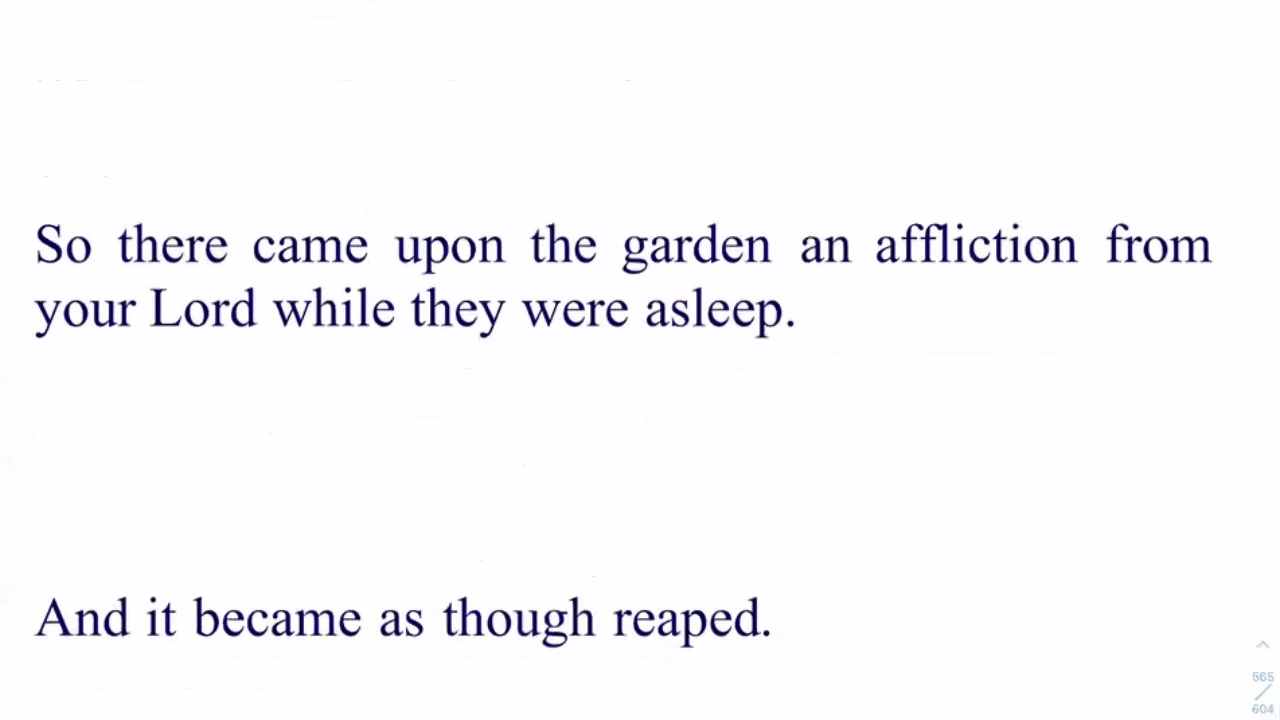 So there came upon the garden an affliction from
your Lord while they were asleep.
And it became as though reaped.
565
604